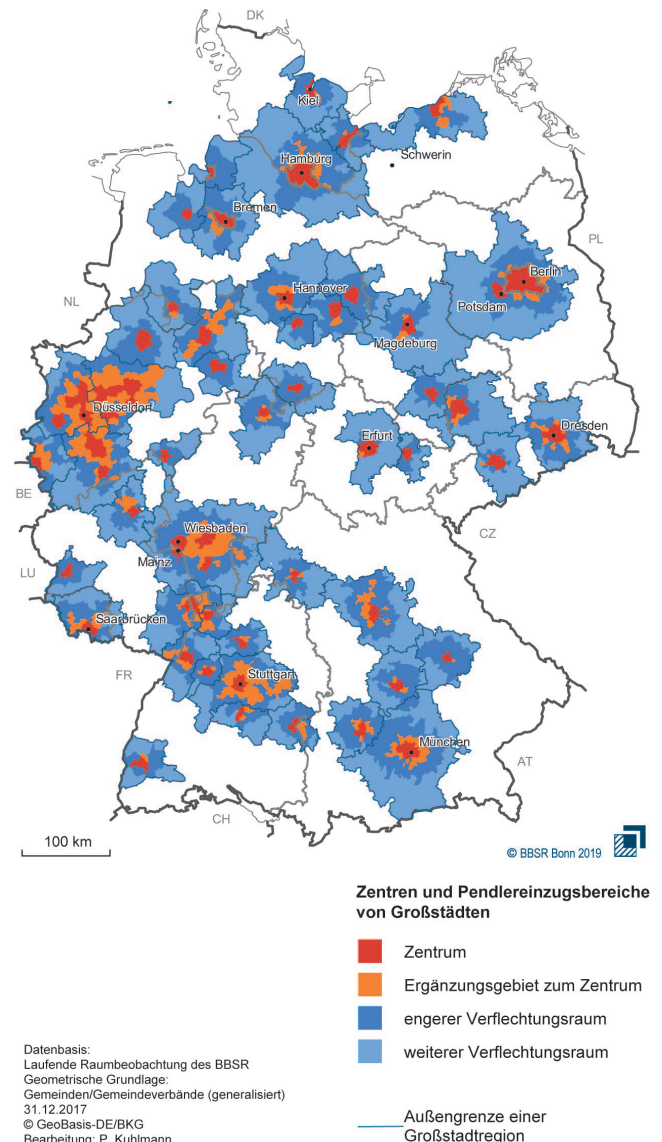 DK
Kiel
Schwerin
Hamburg
Bremen
PL
NL
Hannover
Berlin
Potsdam
Magdeburg
Düsseldorf
Dresden
Erfurt
BE
CZ
Wiesbaden
Mainz
LU
Saarbrücken
FR
Stuttgart
München
AT
CH
100 km
© BBSR Bonn 2019
Zentren und Pendlereinzugsbereiche
von Großstädten
Zentrum
Ergänzungsgebiet zum Zentrum
engerer Verflechtungsraum
weiterer Verflechtungsraum
Außengrenze einer
Großstadtregion
Datenbasis:
Laufende Raumbeobachtung des BBSR
Geometrische Grundlage:
Gemeinden/Gemeindeverbände (generalisiert)
31.12.2017
© GeoBasis-DE/BKG
Bearbeitung: P. Kuhlmann